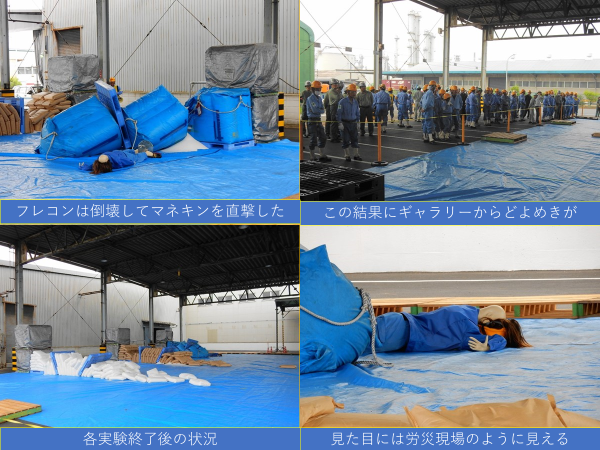 フレコンは倒壊してマネキンを直撃した
この結果にギャラリーからどよめきが
各実験終了後の状況
見た目には労災現場のように見える